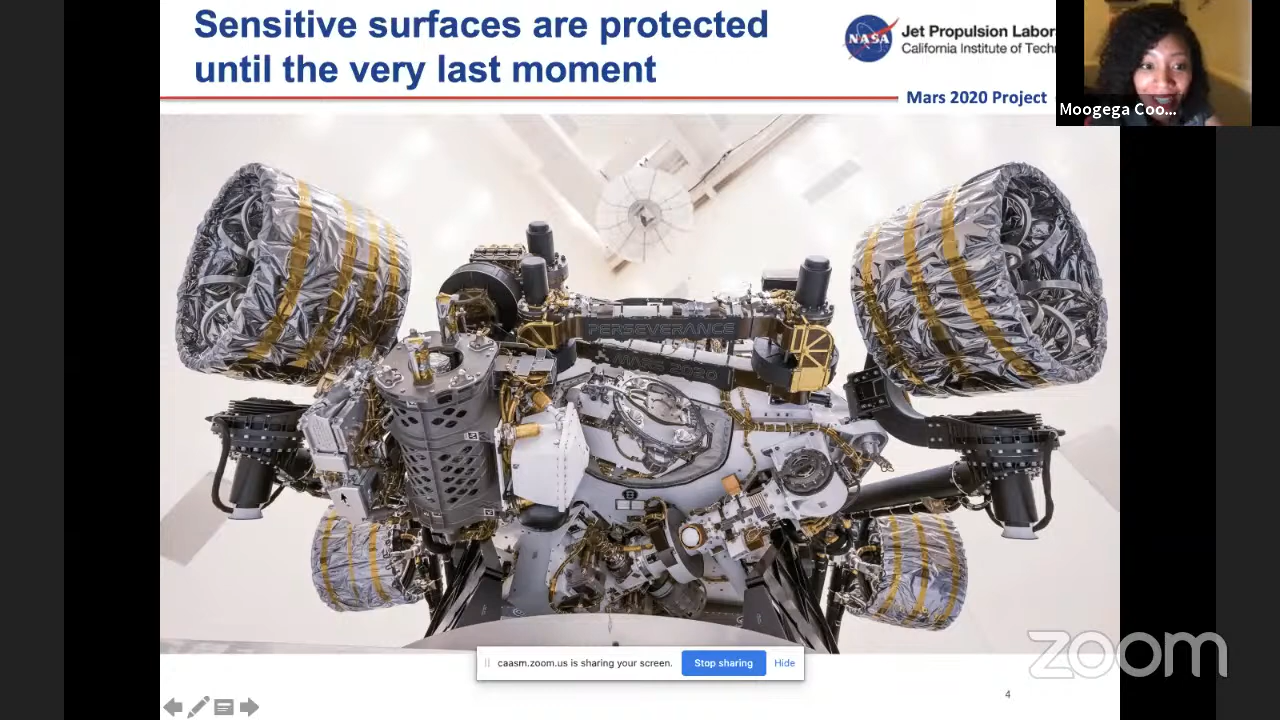 Sensitive surfaces are protected
until the very last moment
NASA
Jet Propulsion Labor
California Institute of Techn
Mars 2020 Project
Moogega Coo...
PERSEVERANCE
MARS 2020
caasm.zoom.us is sharing your screen.
Stop sharing
Hide
zoom
4